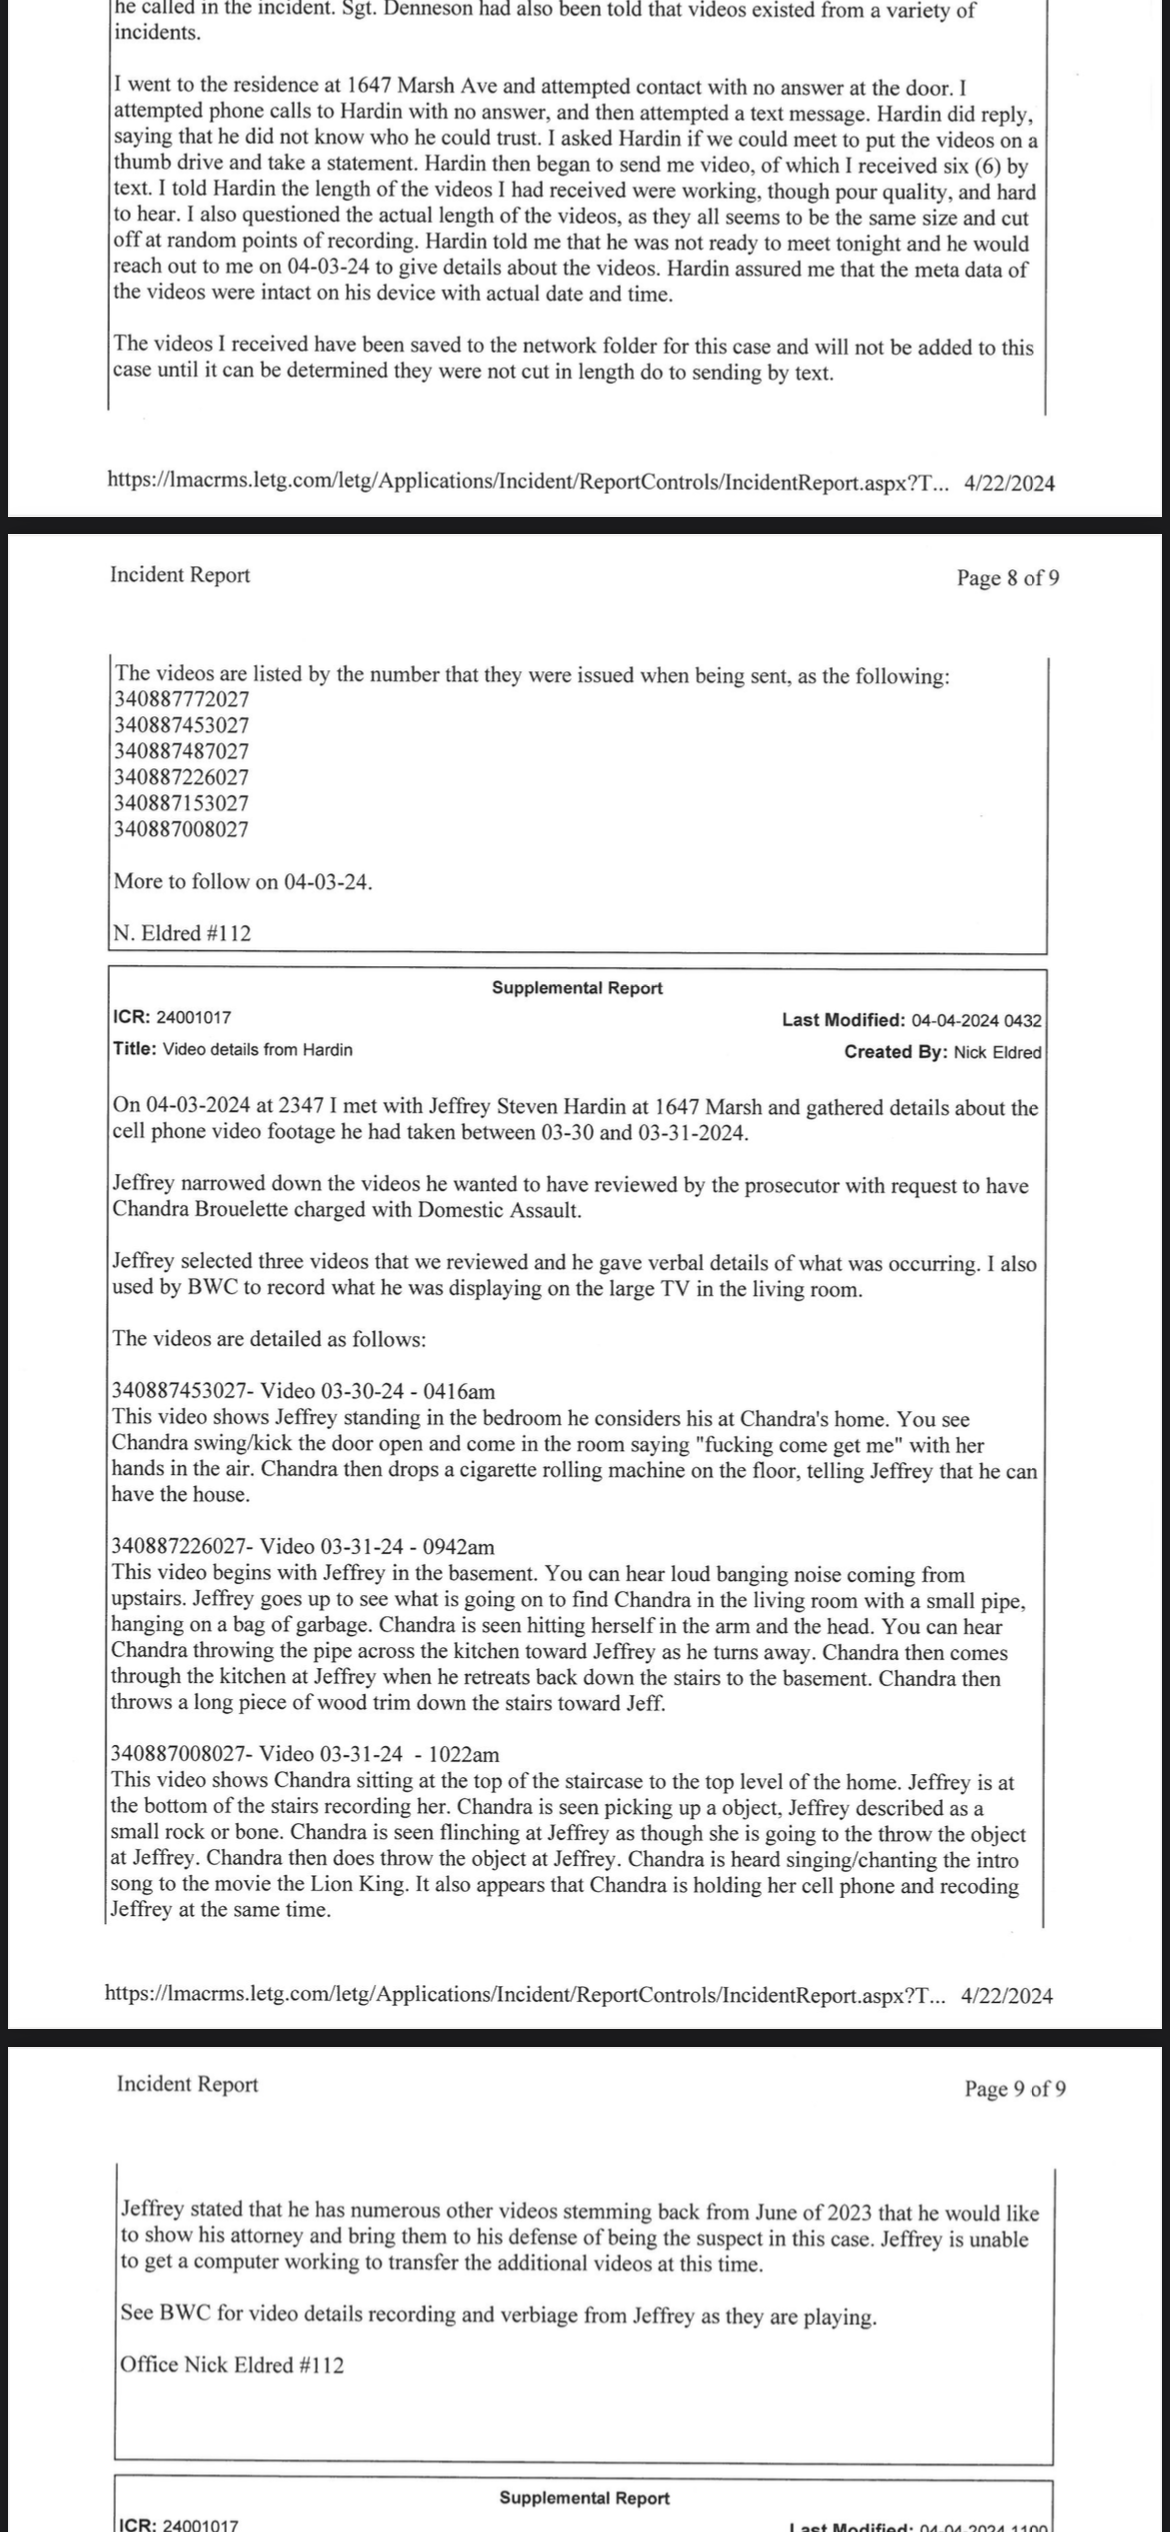 he called in the incident. Sgt. Denneson had also been told that videos existed from a variety of
incidents.
I went to the residence at 1647 Marsh Ave and attempted contact with no answer at the door. I
attempted phone calls to Hardin with no answer, and then attempted a text message. Hardin did reply,
saying that he did not know who he could trust. I asked Hardin if we could meet to put the videos on a
thumb drive and take a statement. Hardin then began to send me video, of which I received six (6) by
text. I told Hardin the length of the videos I had received were working, though pour quality, and hard
to hear. I also questioned the actual length of the videos, as they all seems to be the same size and cut
off at random points of recording. Hardin told me that he was not ready to meet tonight and he would
reach out to me on 04-03-24 to give details about the videos. Hardin assured me that the meta data of
the videos were intact on his device with actual date and time.
The videos I received have been saved to the network folder for this case and will not be added to this
case until it can be determined they were not cut in length do to sending by text.
https://lmacrms.letg.com/letg/Applications/Incident/ReportControls/IncidentReport.aspx?T... 4/22/2024
Incident Report Page 8 of 9
The videos are listed by the number that they were issued when being sent, as the following:
340887772027
340887453027
340887487027
340887226027
340887153027
340887008027
More to follow on 04-03-24.
N. Eldred #112
Supplemental Report
ICR: 24001017 Last Modified: 04-04-2024 0432
Title: Video details from Hardin Created By: Nick Eldred
On 04-03-2024 at 2347 I met with Jeffrey Steven Hardin at 1647 Marsh and gathered details about the
cell phone video footage he had taken between 03-30 and 03-31-2024.
Jeffrey narrowed down the videos he wanted to have reviewed by the prosecutor with request to have
Chandra Brouelette charged with Domestic Assault.
Jeffrey selected three videos that we reviewed and he gave verbal details of what was occurring. I also
used by BWC to record what he was displaying on the large TV in the living room.
The videos are detailed as follows:
340887453027- Video 03-30-24 - 0416am
This video shows Jeffrey standing in the bedroom he considers his at Chandra's home. You see
Chandra swing/kick the door open and come in the room saying "fucking come get me" with her
hands in the air. Chandra then drops a cigarette rolling machine on the floor, telling Jeffrey that he can
have the house.
340887226027- Video 03-31-24 - 0942am
This video begins with Jeffrey in the basement. You can hear loud banging noise coming from
upstairs. Jeffrey goes up to see what is going on to find Chandra in the living room with a small pipe,
hanging on a bag of garbage. Chandra is seen hitting herself in the arm and the head. You can hear
Chandra throwing the pipe across the kitchen toward Jeffrey as he turns away. Chandra then comes
through the kitchen at Jeffrey when he retreats back down the stairs to the basement. Chandra then
throws a long piece of wood trim down the stairs toward Jeff.
340887008027- Video 03-31-24 - 1022am
This video shows Chandra sitting at the top of the staircase to the top level of the home. Jeffrey is at
the bottom of the stairs recording her. Chandra is seen picking up a object, Jeffrey described as a
small rock or bone. Chandra is seen flinching at Jeffrey as though she is going to the throw the object
at Jeffrey. Chandra then does throw the object at Jeffrey. Chandra is heard singing/chanting the intro
song to the movie the Lion King. It also appears that Chandra is holding her cell phone and recoding
Jeffrey at the same time.
https://lmacrms.letg.com/letg/Applications/Incident/ReportControls/IncidentReport.aspx?T... 4/22/2024
Incident Report Page 9 of 9
Jeffrey stated that he has numerous other videos stemming back from June of 2023 that he would like
to show his attorney and bring them to his defense of being the suspect in this case. Jeffrey is unable
to get a computer working to transfer the additional videos at this time.
See BWC for video details recording and verbiage from Jeffrey as they are playing.
Office Nick Eldred #112
Supplemental Report
ICR: 24001017 Last Modified: 04-04-2024 1100